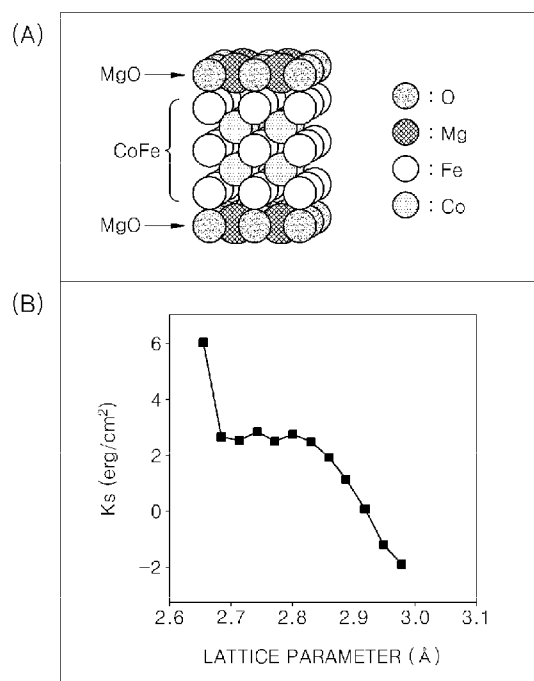 (A)
MgO
CoFe
MgO
: O
: Mg
: Fe
: Co
(B)
Ks (erg/cm²)
6
4
2
0
−2
2.6 2.7 2.8 2.9 3.0 3.1
LATTICE PARAMETER (Å)